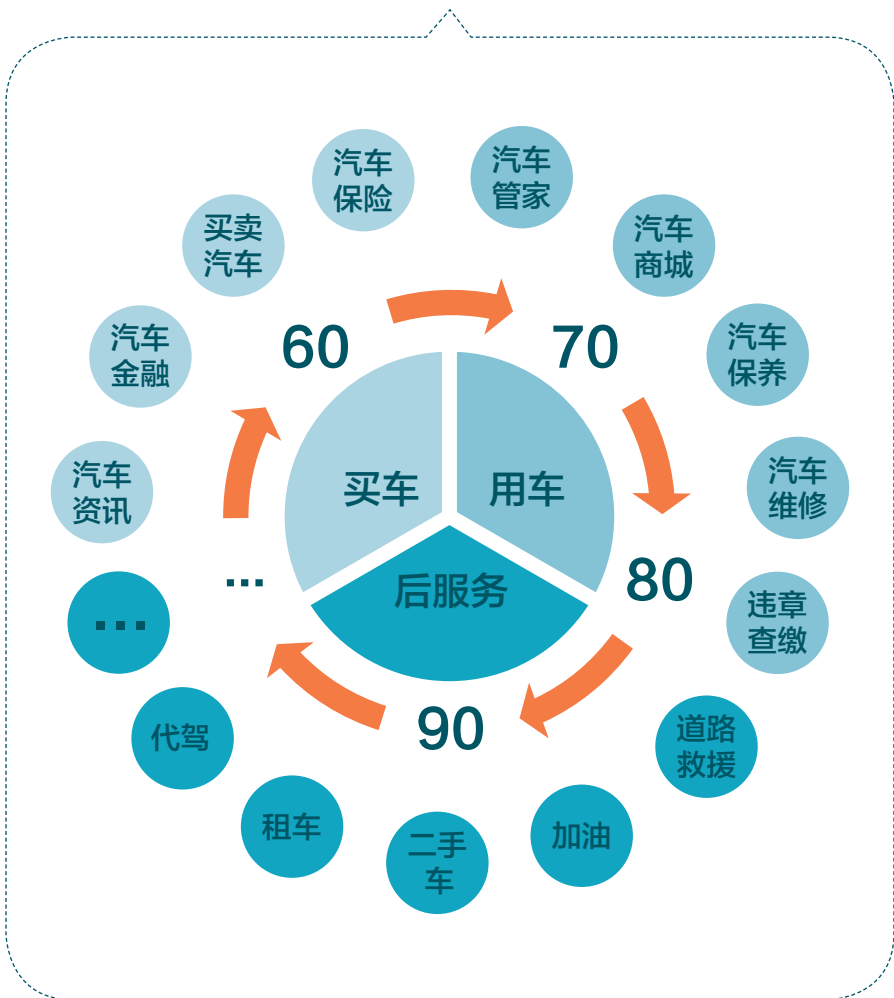 汽车
保险
汽车
管家
买卖
汽车
汽车
商城
汽车
金融
60
70
汽车
保养
汽车
资讯
买车
用车
汽车
维修
...
后服务
80
违章
查缴
...
代驾
90
道路
救援
租车
二手
车
加油